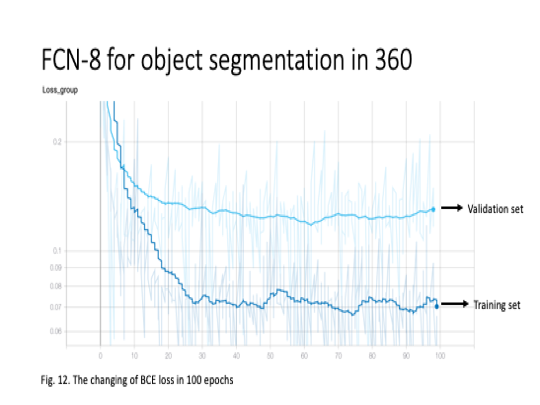 FCN-8 for object segmentation in 360
Loss_group
0.2
Validation set
0.1
0.09
0.08
0.07
Training set
0.06
0 10 20 30 40 50 60 70 80 90 100
Fig. 12. The changing of BCE loss in 100 epochs